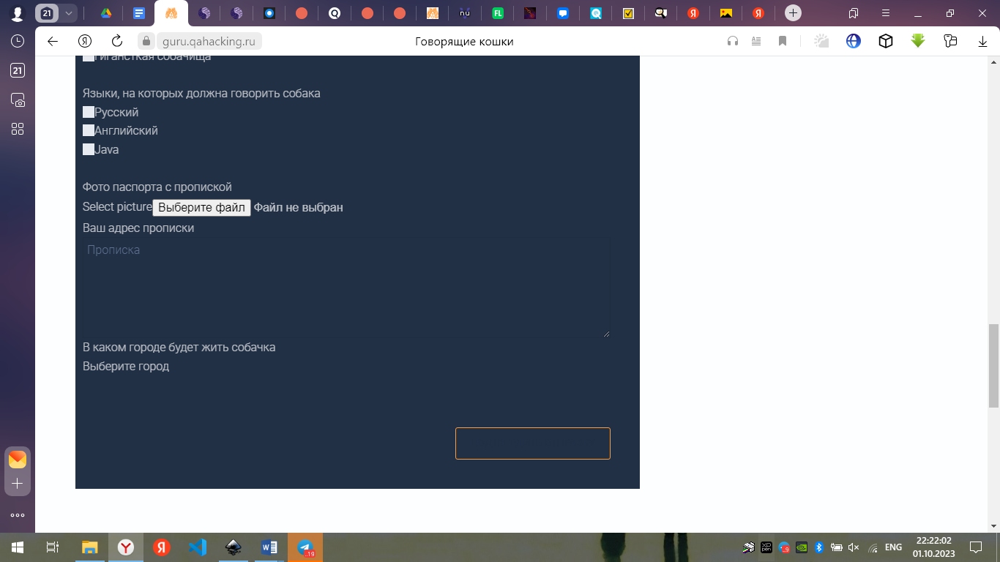 21
Я
guru.qahacking.ru
Говорящие кошки
21
Гигансткая собачища
Языки, на которых должна говорить собака
Русский
Английский
Java
Фото паспорта с пропиской
Select picture Выберите файл Файл не выбран
Ваш адрес прописки
Прописка
В каком городе будет жить собачка
Выберите город
ENG
22:22:02
01.10.2023